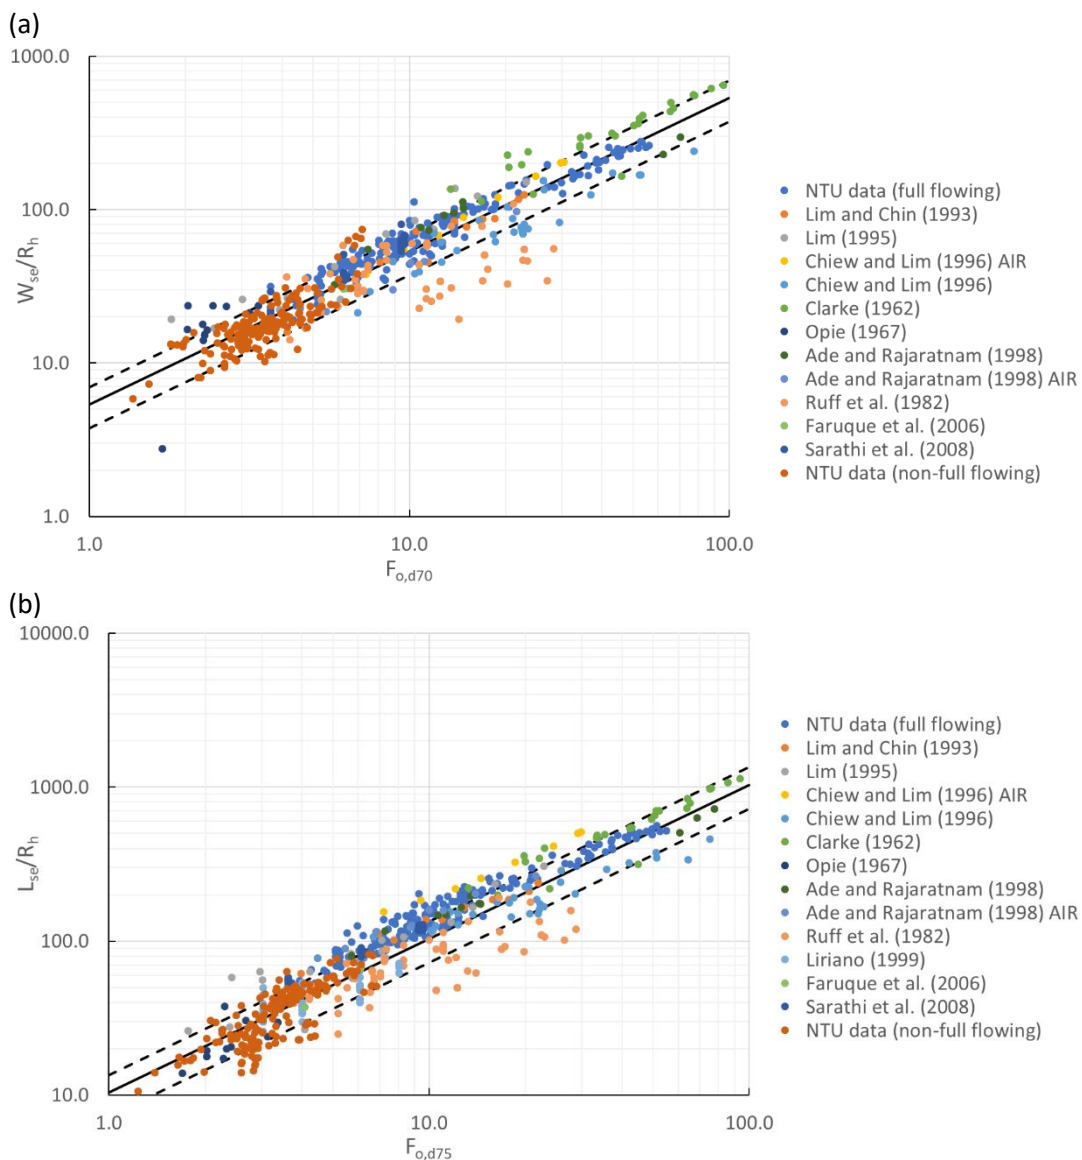 (a)
1000.0
100.0
10.0
1.0
W_se/R_h
1.0 10.0 100.0
F_o,d70
NTU data (full flowing)
Lim and Chin (1993)
Lim (1995)
Chiew and Lim (1996) AIR
Chiew and Lim (1996)
Clarke (1962)
Opie (1967)
Ade and Rajaratnam (1998)
Ade and Rajaratnam (1998) AIR
Ruff et al. (1982)
Faruque et al. (2006)
Sarathi et al. (2008)
NTU data (non-full flowing)
(b)
10000.0
1000.0
100.0
10.0
L_se/R_h
1.0 10.0 100.0
F_o,d75
NTU data (full flowing)
Lim and Chin (1993)
Lim (1995)
Chiew and Lim (1996) AIR
Chiew and Lim (1996)
Clarke (1962)
Opie (1967)
Ade and Rajaratnam (1998)
Ade and Rajaratnam (1998) AIR
Ruff et al. (1982)
Liriano (1999)
Faruque et al. (2006)
Sarathi et al. (2008)
NTU data (non-full flowing)